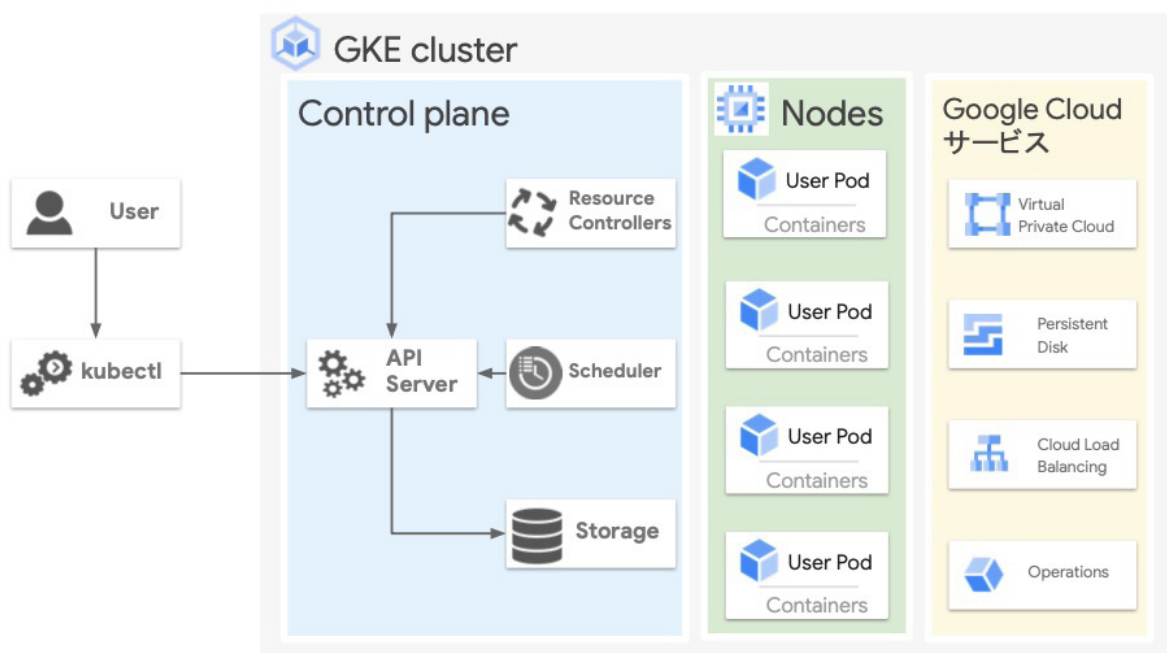 GKE cluster
Control plane
User
kubectl
Resource
Controllers
API
Server
Scheduler
Storage
Nodes
User Pod
Containers
User Pod
Containers
User Pod
Containers
User Pod
Containers
Google Cloud
サービス
Virtual
Private Cloud
Persistent
Disk
Cloud Load
Balancing
Operations